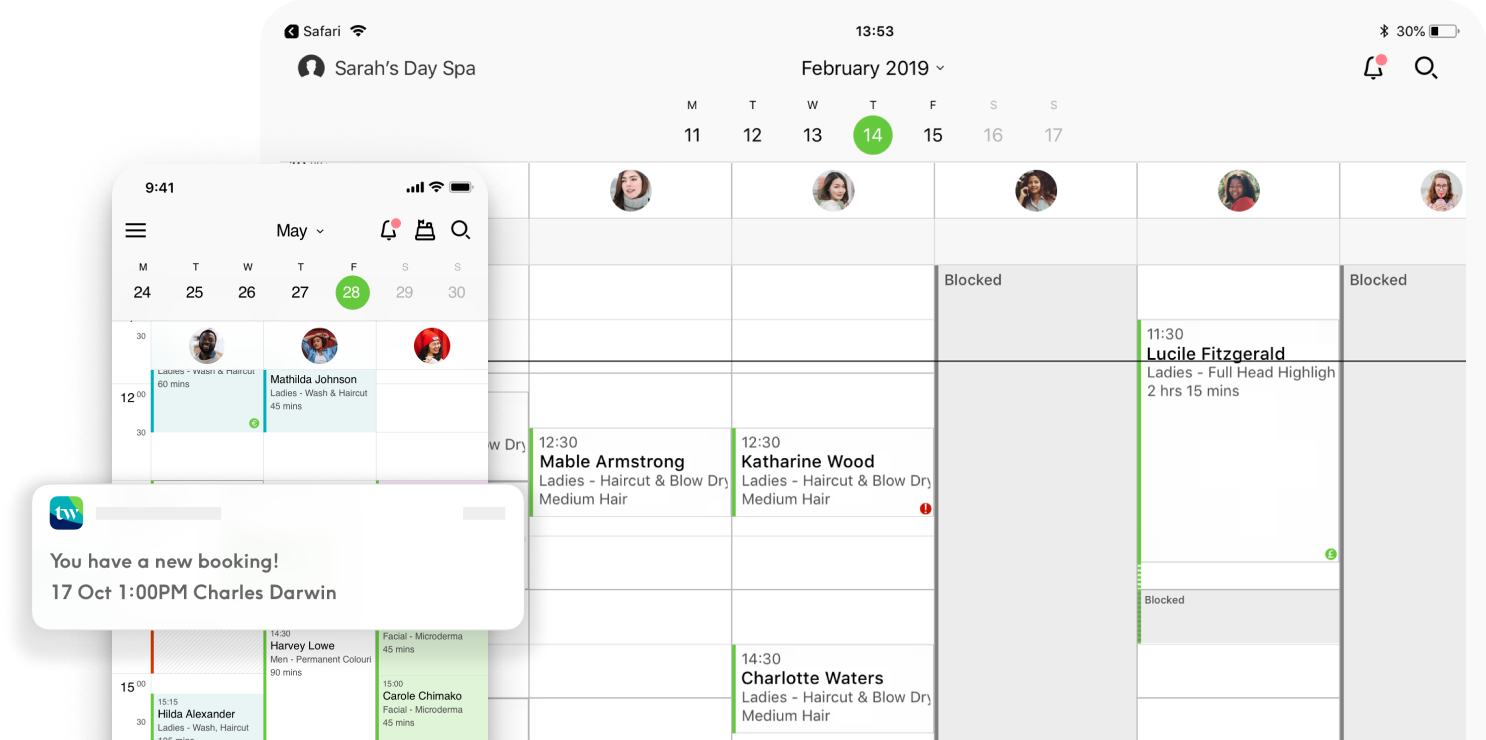 Safari
13:53
30%
Sarah's Day Spa
February 2019
M T W T F S S
11 12 13 14 15 16 17
Blocked
Blocked
11:30
Lucile Fitzgerald
Ladies - Full Head Highligh
2 hrs 15 mins
w Dry
12:30
Mable Armstrong
Ladies - Haircut & Blow Dry
Medium Hair
12:30
Katharine Wood
Ladies - Haircut & Blow Dry
Medium Hair
Blocked
14:30
Charlotte Waters
Ladies - Haircut & Blow Dry
Medium Hair
9:41
May
M T W T F S S
24 25 26 27 28 29 30
30
Ladies - Wash & Haircut
60 mins
Mathilda Johnson
Ladies - Wash & Haircut
45 mins
12 00
30
tw
You have a new booking!
17 Oct 1:00PM Charles Darwin
14:30
Harvey Lowe
Men - Permanent Colouri
90 mins
Facial - Microderma
45 mins
15 00
15:00
Carole Chimako
Facial - Microderma
45 mins
15:15
Hilda Alexander
Ladies - Wash, Haircut
30